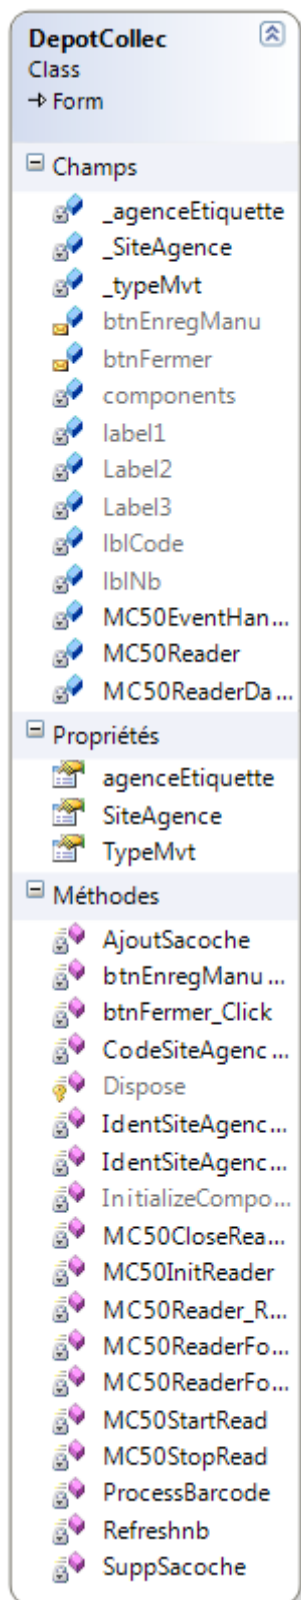 DepotCollec
Class
Form
Champs
_agenceEtiquette
_SiteAgence
_typeMvt
btnEnregManu
btnFermer
components
label1
Label2
Label3
lblCode
lblNb
MC50EventHan...
MC50Reader
MC50ReaderDa...
Propriétés
agenceEtiquette
SiteAgence
TypeMvt
Méthodes
AjoutSacoche
btnEnregManu...
btnFermer_Click
CodeSiteAgenc...
Dispose
IdentSiteAgenc...
IdentSiteAgenc...
InitializeCompo...
MC50CloseRea...
MC50InitReader
MC50Reader_R...
MC50ReaderFo...
MC50ReaderFo...
MC50StartRead
MC50StopRead
ProcessBarcode
Refreshnb
SuppSacoche